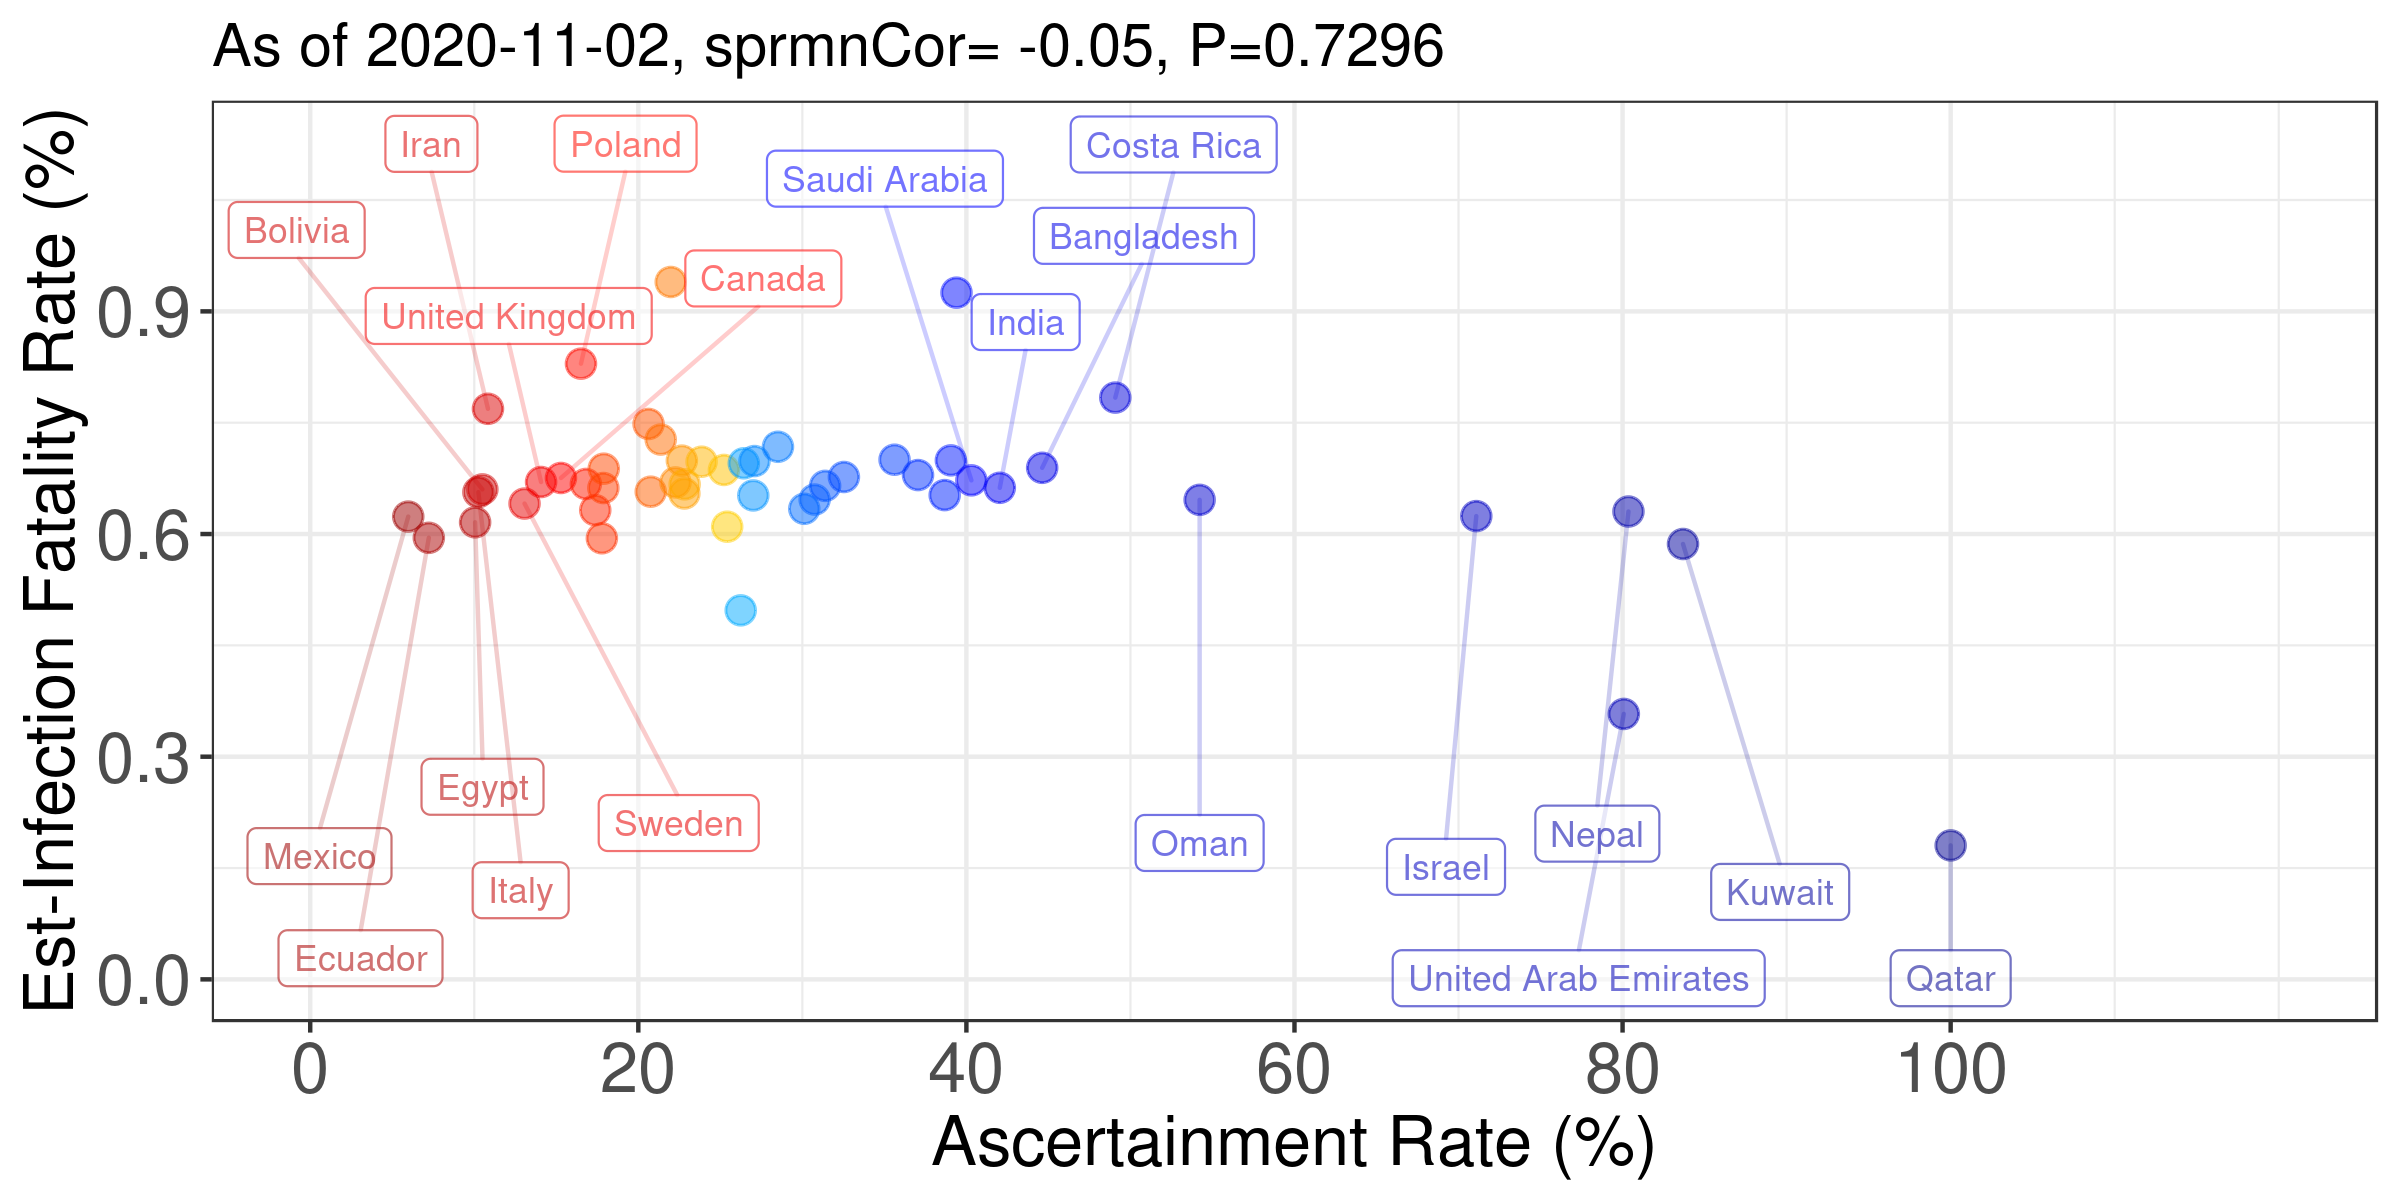 As of 2020-11-02, sprmnCor= -0.05, P=0.7296
Est-Infection Fatality Rate (%)
0.9
0.6
0.3
0.0
Iran
Poland
Costa Rica
Saudi Arabia
Bolivia
Bangladesh
Canada
United Kingdom
India
Egypt
Sweden
Mexico
Oman
Nepal
Israel
Italy
Kuwait
Ecuador
United Arab Emirates
Qatar
0 20 40 60 80 100
Ascertainment Rate (%)